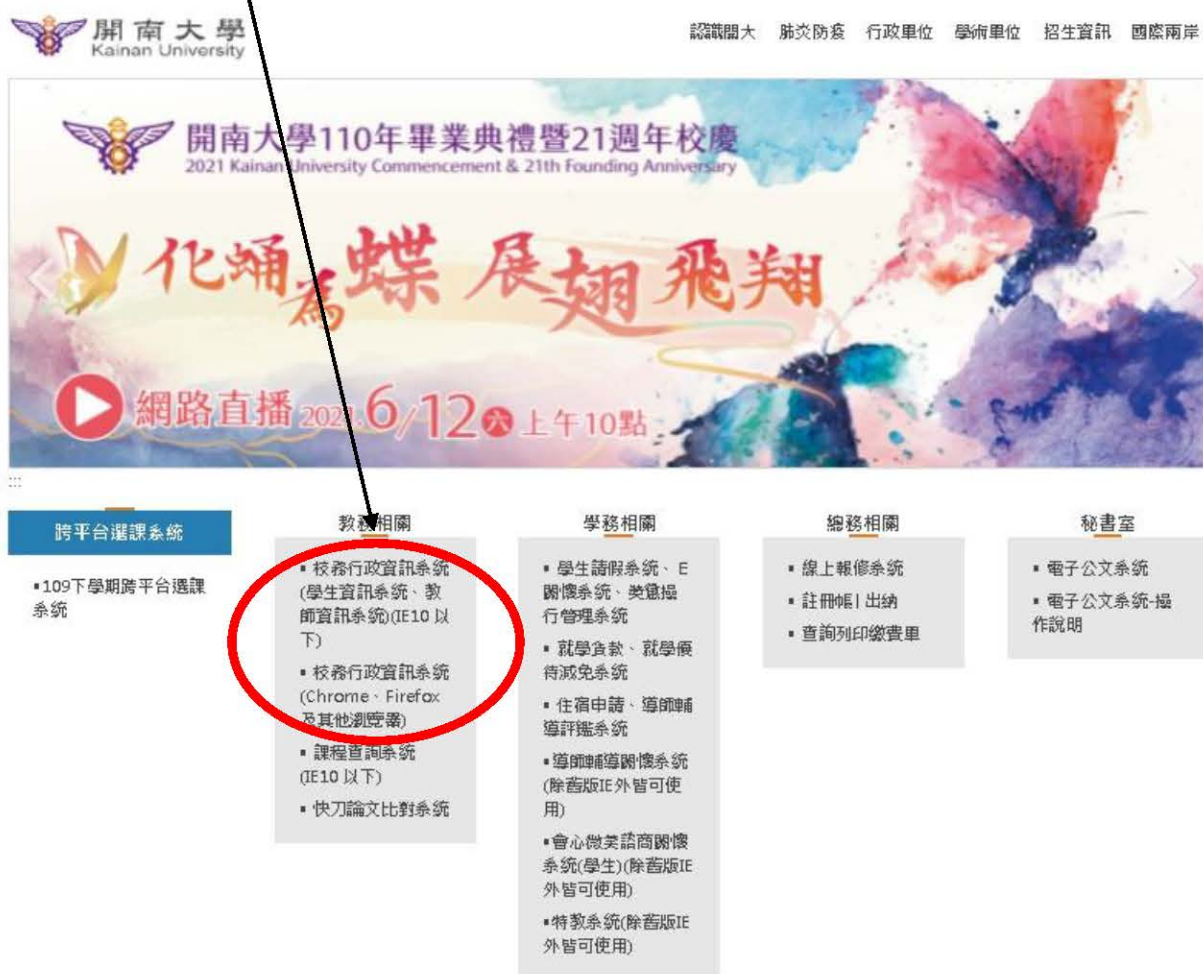 開南大學
Kainan University
認識開大 肺炎防疫 行政單位 學術單位 招生資訊 國際兩岸
開南大學110年畢業典禮暨21週年校慶
2021 Kainan University Commencement & 21th Founding Anniversary
化蛹為蝶 展翅飛翔
網路直播 2021.6/12 六 上午10點
:::
跨平台選課系統
▪109下學期跨平台選課
系統
教務相關
▪ 校務行政資訊系統
(學生資訊系統、教
師資訊系統)(IE10 以
下)
▪ 校務行政資訊系統
(Chrome、Firefox
及其他瀏覽器)
▪ 課程查詢系統
(IE10 以下)
▪ 快刀論文比對系統
學務相關
▪ 學生請假系統、E
關懷系統、獎懲操
行管理系統
▪ 就學貸款、就學優
待減免系統
▪ 住宿申請、導師輔
導評鑑系統
▪導師輔導關懷系統
(除舊版IE外皆可使
用)
▪會心微笑諮商關懷
系統(學生)(除舊版IE
外皆可使用)
▪特教系統(除舊版IE
外皆可使用)
總務相關
▪ 線上報修系統
▪ 註冊帳|出納
▪ 查詢列印繳費單
秘書室
▪ 電子公文系統
▪ 電子公文系統-操
作說明